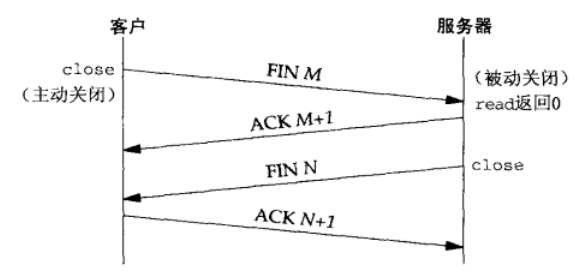 客户 服务器
close
（主动关闭）
FIN M
（被动关闭）
read返回0
ACK M+1
FIN N
close
ACK N+1